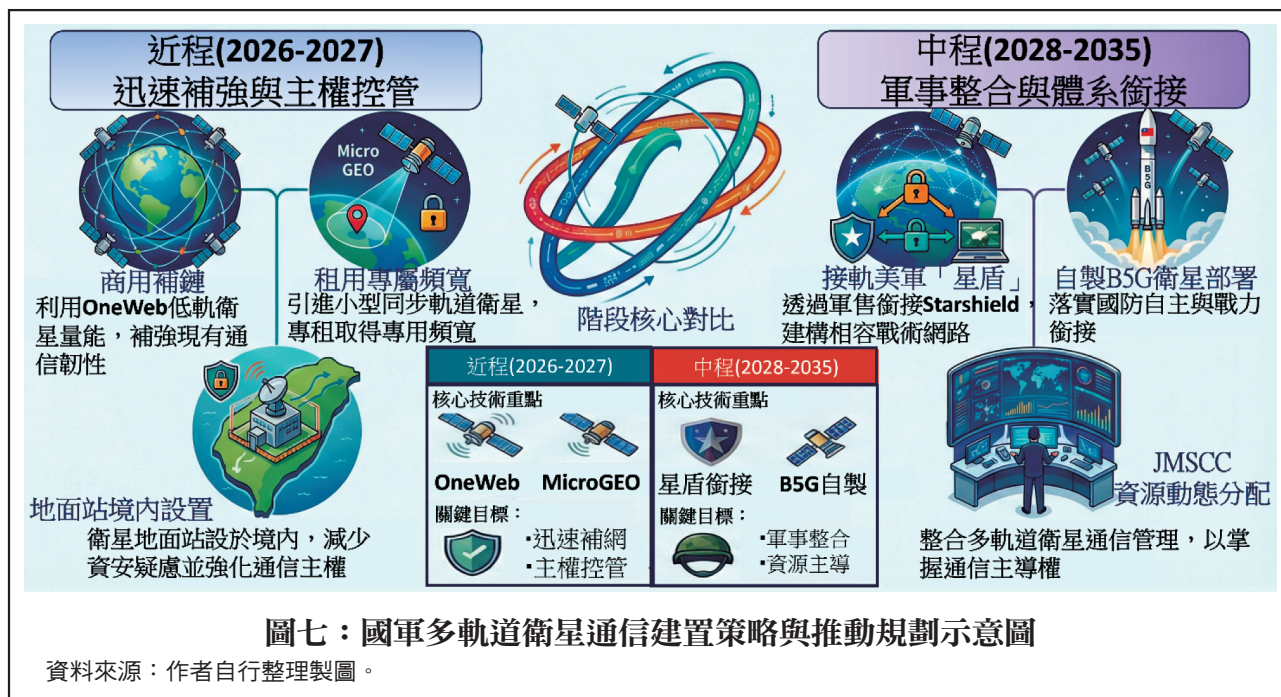 近程(2026-2027)
迅速補強與主權控管
商用補鏈
利用OneWeb低軌衛
星量能，補強現有通
信韌性
Micro
GEO
租用專屬頻寬
引進小型同步軌道衛星，
專租取得專用頻寬
地面站境內設置
衛星地面站設於境內，減少
資安疑慮並強化通信主權
階段核心對比
近程(2026-2027)
核心技術重點
OneWeb MicroGEO
關鍵目標：
▪迅速補網
▪主權控管
中程(2028-2035)
核心技術重點
星盾銜接 B5G自製
關鍵目標：
▪軍事整合
▪資源主導
中程(2028-2035)
軍事整合與體系銜接
接軌美軍「星盾」
透過軍售銜接Starshield，
建構相容戰術網路
B5G
自製B5G衛星部署
落實國防自主與戰力
銜接
JMSCC
資源動態分配
整合多軌道衛星通信管理，以掌
握通信主導權
圖七：國軍多軌道衛星通信建置策略與推動規劃示意圖
資料來源：作者自行整理製圖。